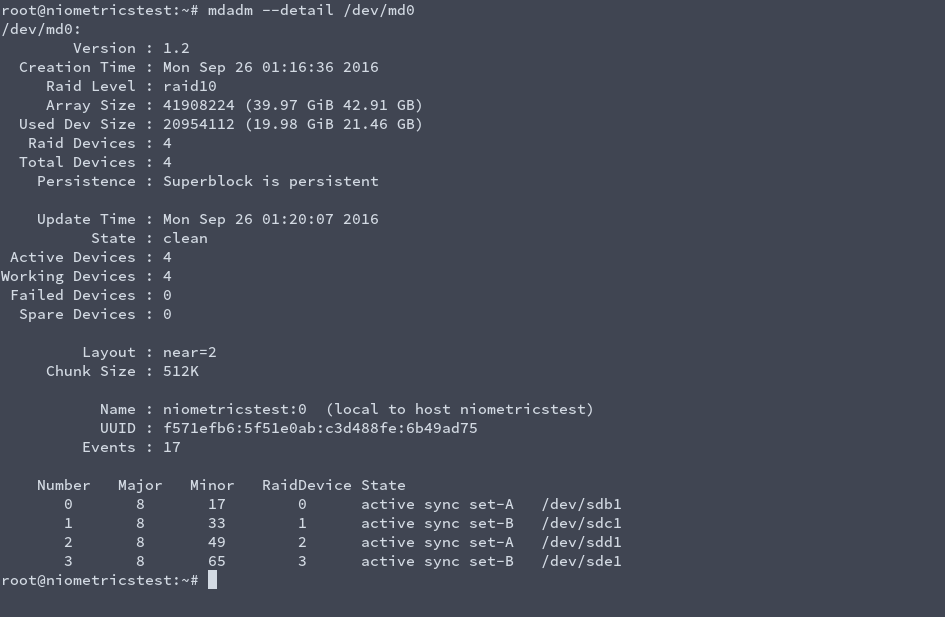 root@niometricstest:~# mdadm --detail /dev/md0
/dev/md0:
        Version : 1.2
  Creation Time : Mon Sep 26 01:16:36 2016
     Raid Level : raid10
     Array Size : 41908224 (39.97 GiB 42.91 GB)
  Used Dev Size : 20954112 (19.98 GiB 21.46 GB)
   Raid Devices : 4
  Total Devices : 4
    Persistence : Superblock is persistent

    Update Time : Mon Sep 26 01:20:07 2016
          State : clean
 Active Devices : 4
Working Devices : 4
 Failed Devices : 0
  Spare Devices : 0

         Layout : near=2
     Chunk Size : 512K

           Name : niometricstest:0  (local to host niometricstest)
           UUID : f571efb6:5f51e0ab:c3d488fe:6b49ad75
         Events : 17

    Number   Major   Minor   RaidDevice State
       0       8       17        0      active sync set-A   /dev/sdb1
       1       8       33        1      active sync set-B   /dev/sdc1
       2       8       49        2      active sync set-A   /dev/sdd1
       3       8       65        3      active sync set-B   /dev/sde1
root@niometricstest:~#